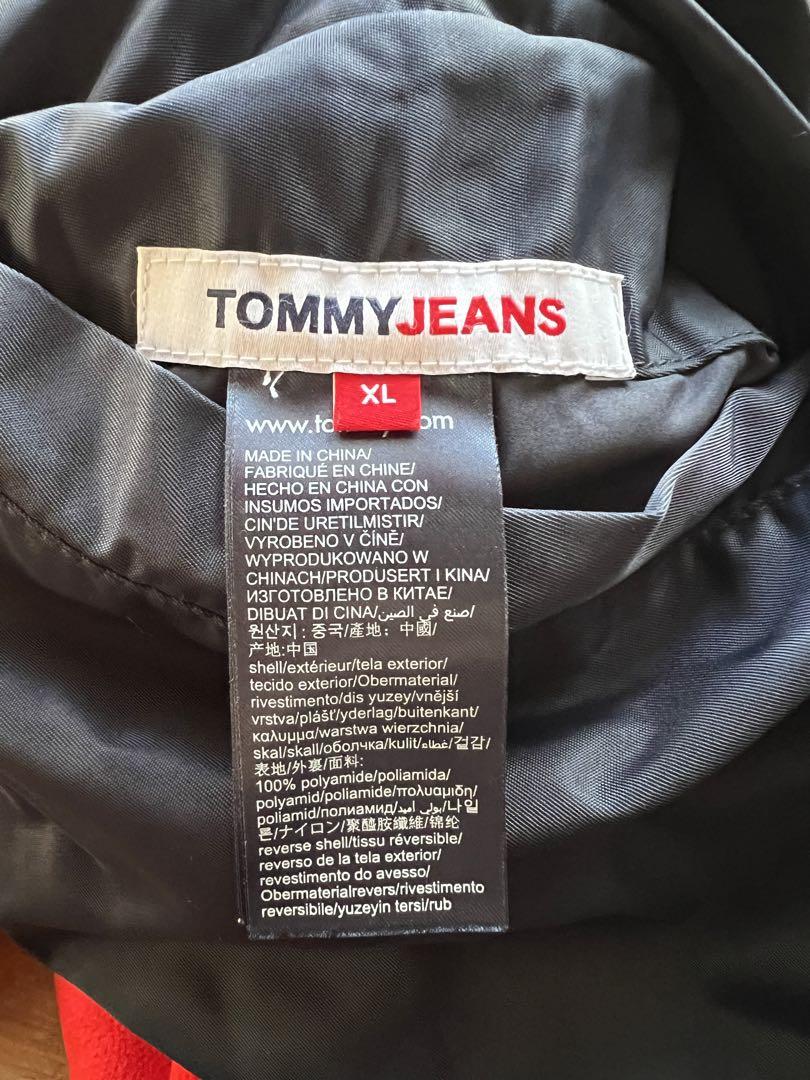 TOMMYJEANS
XL
www.to om
MADE IN CHINA/
FABRIQUÉ EN CHINE/
HECHO EN CHINA CON
INSUMOS IMPORTADOS/
CIN'DE URETILMISTIR/
VYROBENO V ČÍNĚ/
WYPRODUKOWANO W
CHINACH/PRODUSERT I KINA/
ИЗГОТОВЛЕНО В КИТАЕ/
DIBUAT DI CINA/صنع في الصين/
원산지 : 중국/產地：中國/
产地:中国
shell/extérieur/tela exterior/
tecido exterior/Obermaterial/
rivestimento/dis yuzey/vnější
vrstva/plášť/yderlag/buitenkant/
καλυμμα/warstwa wierzchnia/
skal/skall/оболчка/kulit/غطاء/겉감/
表地/外裏/面料:
100% polyamide/poliamida/
polyamid/poliamide/πολυαμιδη/
poliamid/полиамид/بولي أميد/나일
론/ナイロン/聚醯胺纖維/锦纶
reverse shell/tissu réversible/
reverso de la tela exterior/
revestimento do avesso/
Obermaterialrevers/rivestimento
reversibile/yuzeyin tersi/rub